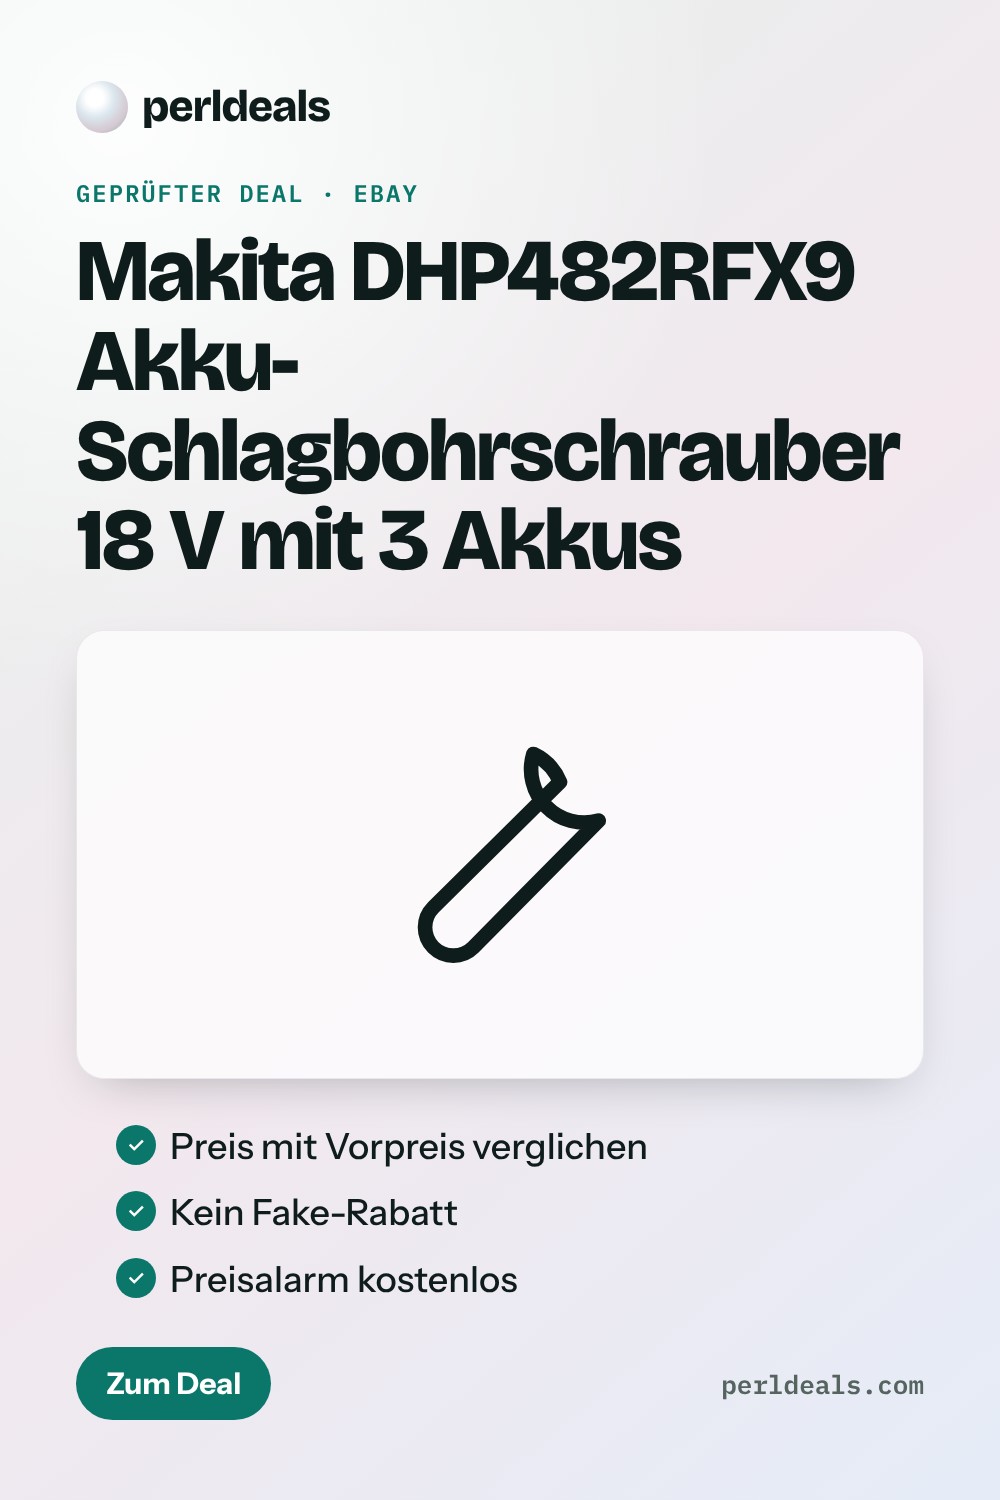 perldeals
GEPRÜFTER DEAL · EBAY
Makita DHP482RFX9
Akku-
Schlagbohrschrauber
18 V mit 3 Akkus
Preis mit Vorpreis verglichen
Kein Fake-Rabatt
Preisalarm kostenlos
Zum Deal
perldeals.com